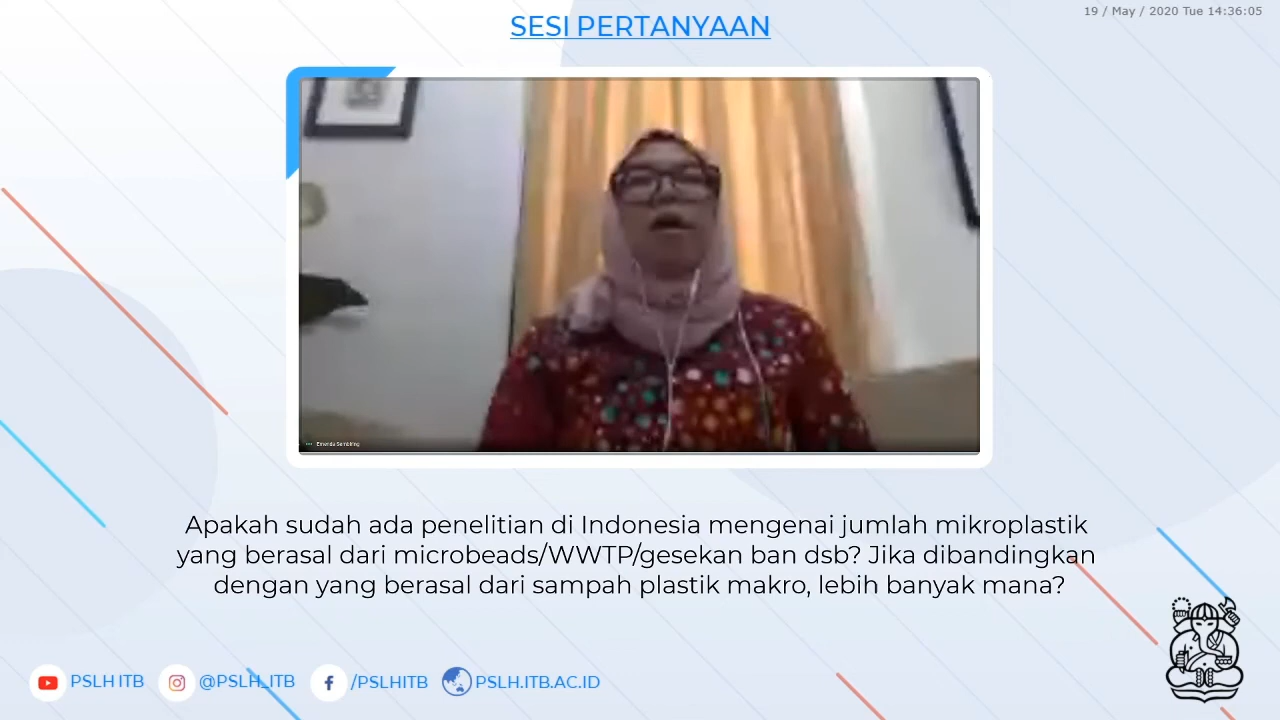 19 / May / 2020 Tue 14:36:05
SESI PERTANYAAN
Emenda Sembiring
Apakah sudah ada penelitian di Indonesia mengenai jumlah mikroplastik
yang berasal dari microbeads/WWTP/gesekan ban dsb? Jika dibandingkan
dengan yang berasal dari sampah plastik makro, lebih banyak mana?
PSLH ITB
@PSLH_ITB
/PSLHITB
PSLH.ITB.AC.ID